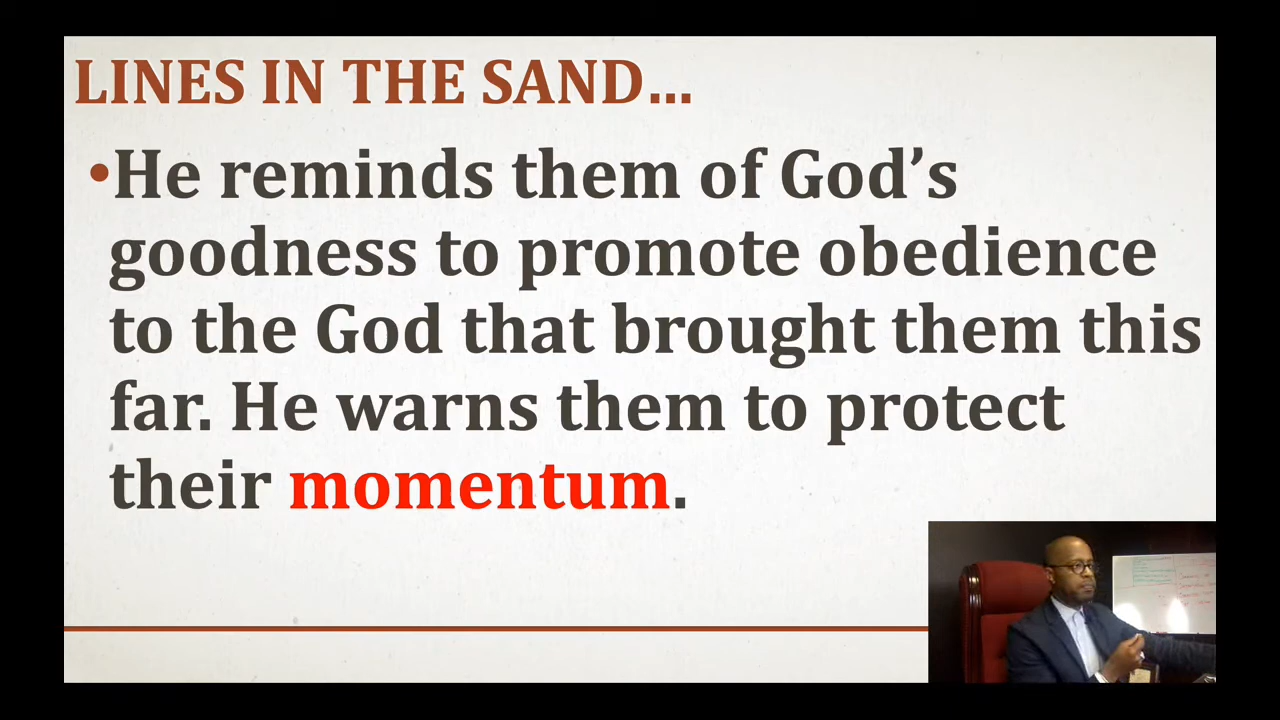 LINES IN THE SAND…
•He reminds them of God’s
goodness to promote obedience
to the God that brought them this
far. He warns them to protect
their momentum.